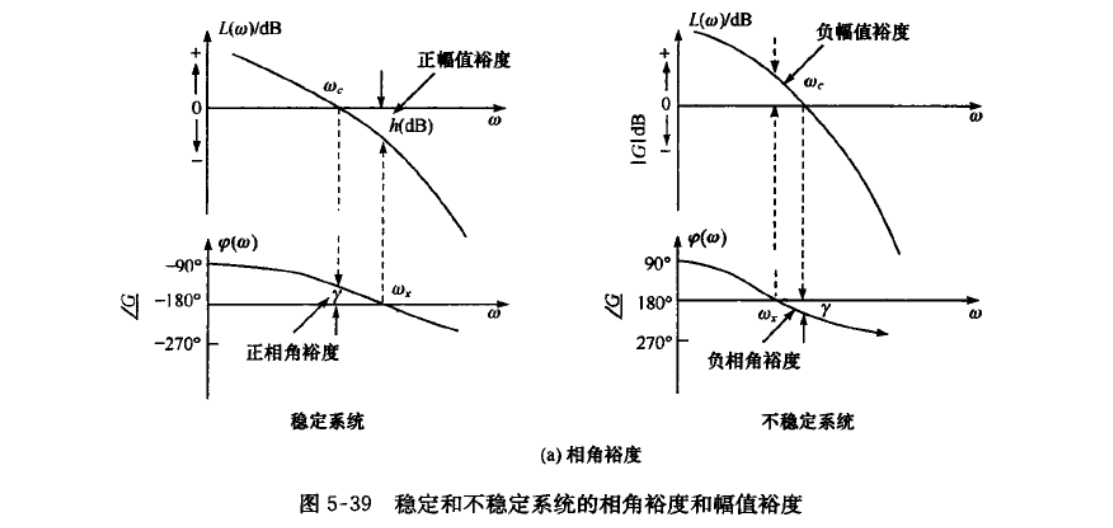 L(ω)/dB
+
0
−
ω_c
正幅值裕度
h(dB)
ω
φ(ω)
−90°
−180°
−270°
∠G
γ
ω_x
ω
正相角裕度
稳定系统
L(ω)/dB
+
0
−
|G|dB
负幅值裕度
ω_c
ω
φ(ω)
90°
180°
270°
∠G
ω_x
γ
ω
负相角裕度
不稳定系统
(a) 相角裕度
图 5-39 稳定和不稳定系统的相角裕度和幅值裕度